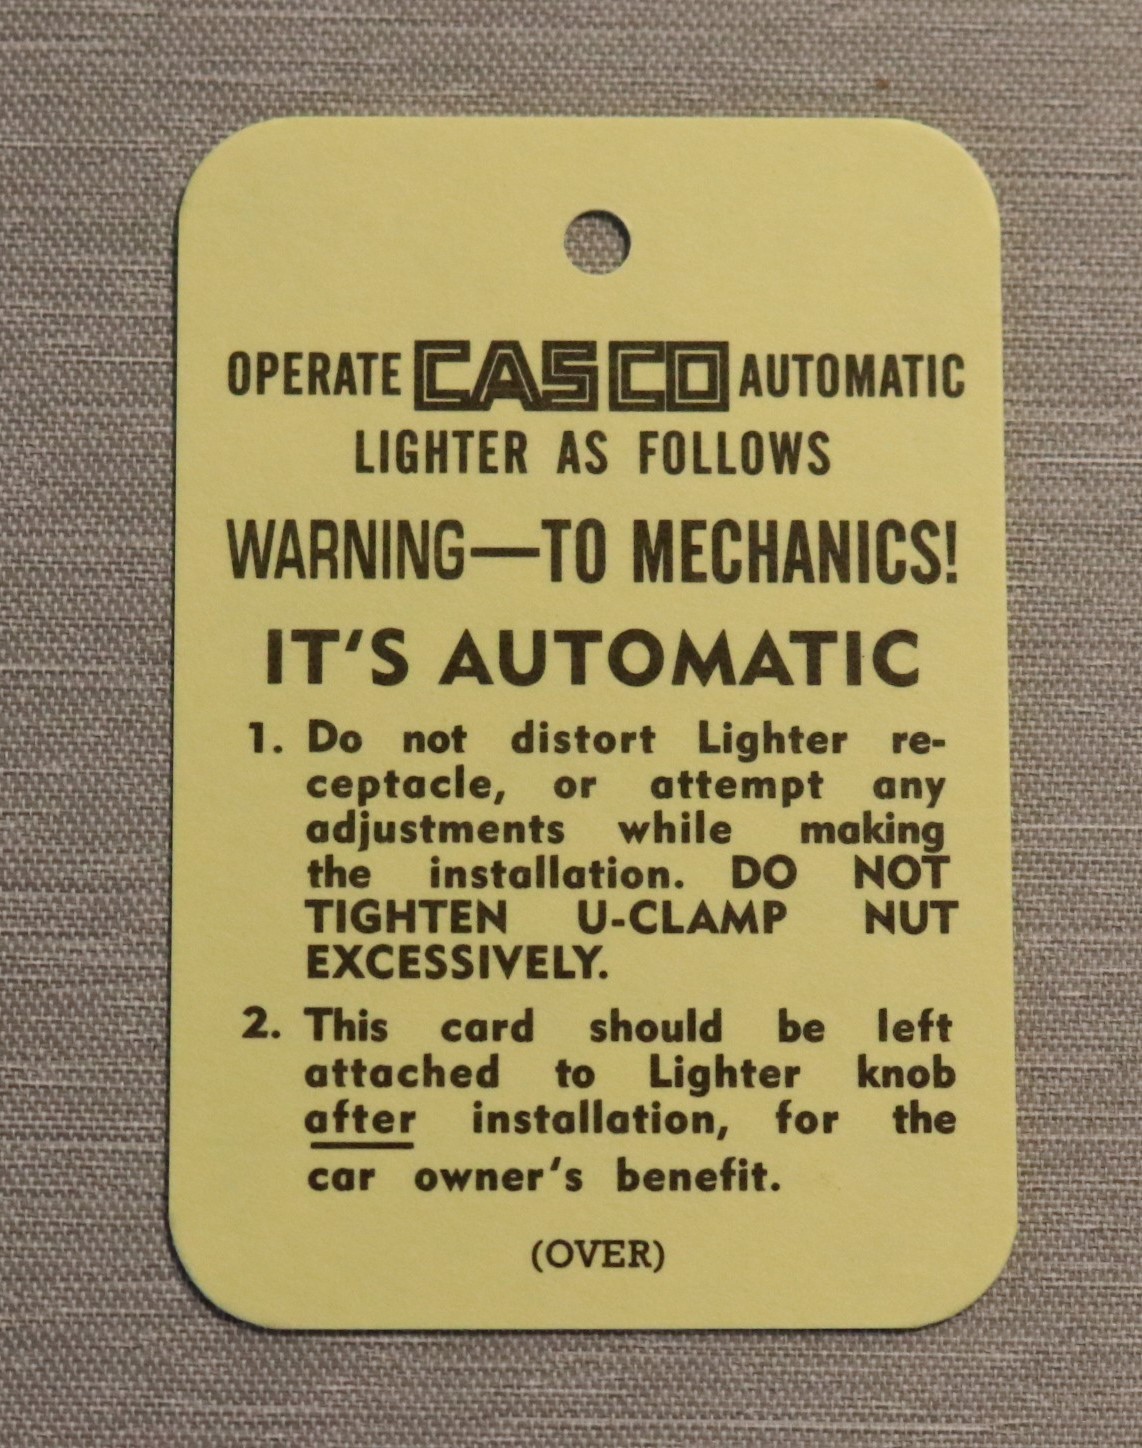 OPERATE CASCO AUTOMATIC
LIGHTER AS FOLLOWS
WARNING—TO MECHANICS!
IT'S AUTOMATIC
1. Do not distort Lighter re-
ceptacle, or attempt any
adjustments while making
the installation. DO NOT
TIGHTEN U-CLAMP NUT
EXCESSIVELY.
2. This card should be left
attached to Lighter knob
after installation, for the
car owner's benefit.
(OVER)